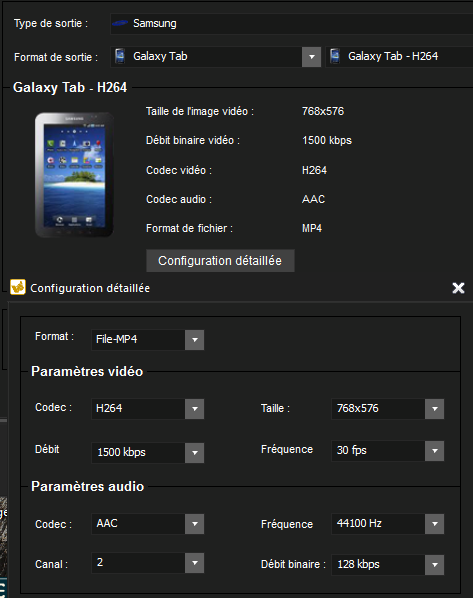 Type de sortie : Samsung
Format de sortie : Galaxy Tab Galaxy Tab - H264
Galaxy Tab - H264
Taille de l'image vidéo : 768x576
Débit binaire vidéo : 1500 kbps
Codec vidéo : H264
Codec audio : AAC
Format de fichier : MP4
Configuration détaillée
Configuration détaillée
Format : File-MP4
Paramètres vidéo
Codec : H264 Taille : 768x576
Débit 1500 kbps Fréquence 30 fps
Paramètres audio
Codec : AAC Fréquence 44100 Hz
Canal : 2 Débit binaire : 128 kbps